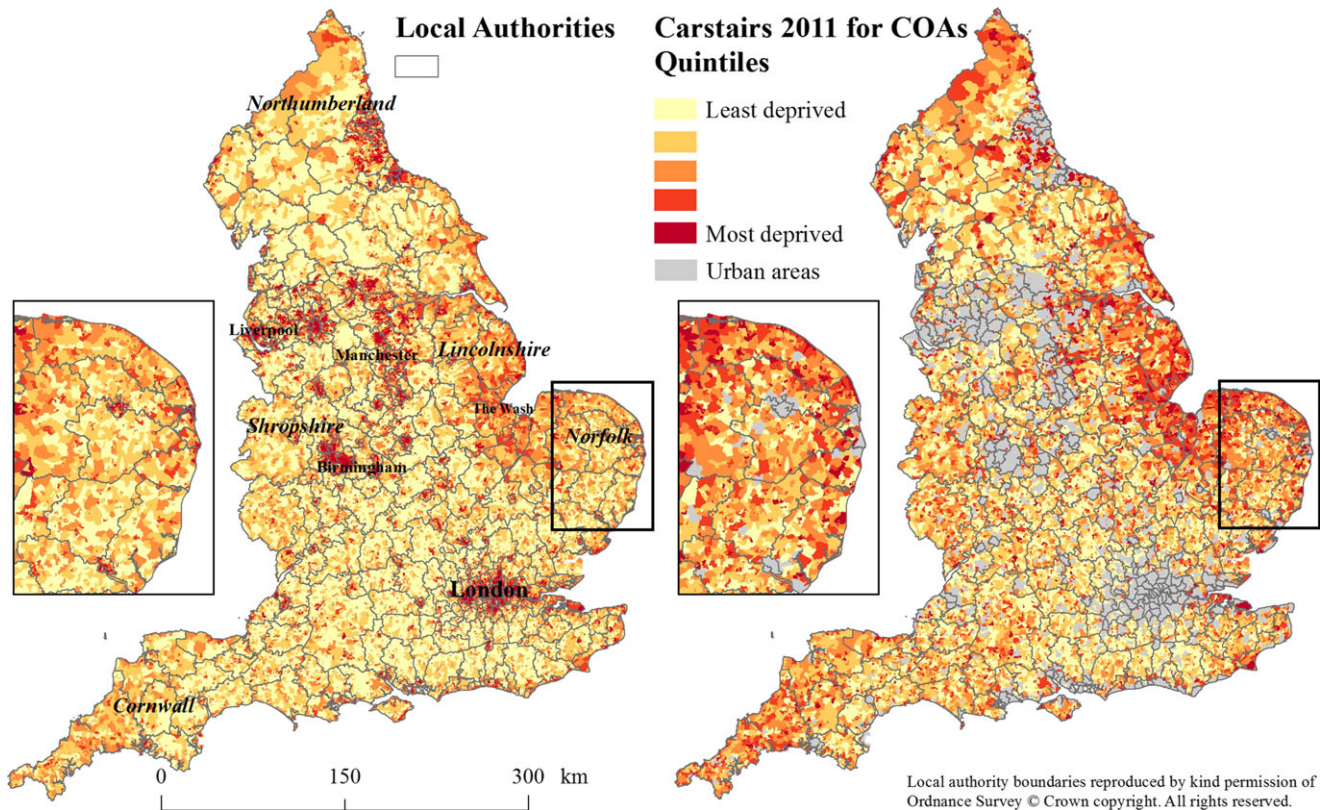 Local Authorities
Carstairs 2011 for COAs
Quintiles
Least deprived
Most deprived
Urban areas
Northumberland
Liverpool
Manchester
Lincolnshire
The Wash
Shropshire
Norfolk
Birmingham
London
Cornwall
0 150 300 km
Local authority boundaries reproduced by kind permission of
Ordnance Survey © Crown copyright. All rights reserved.